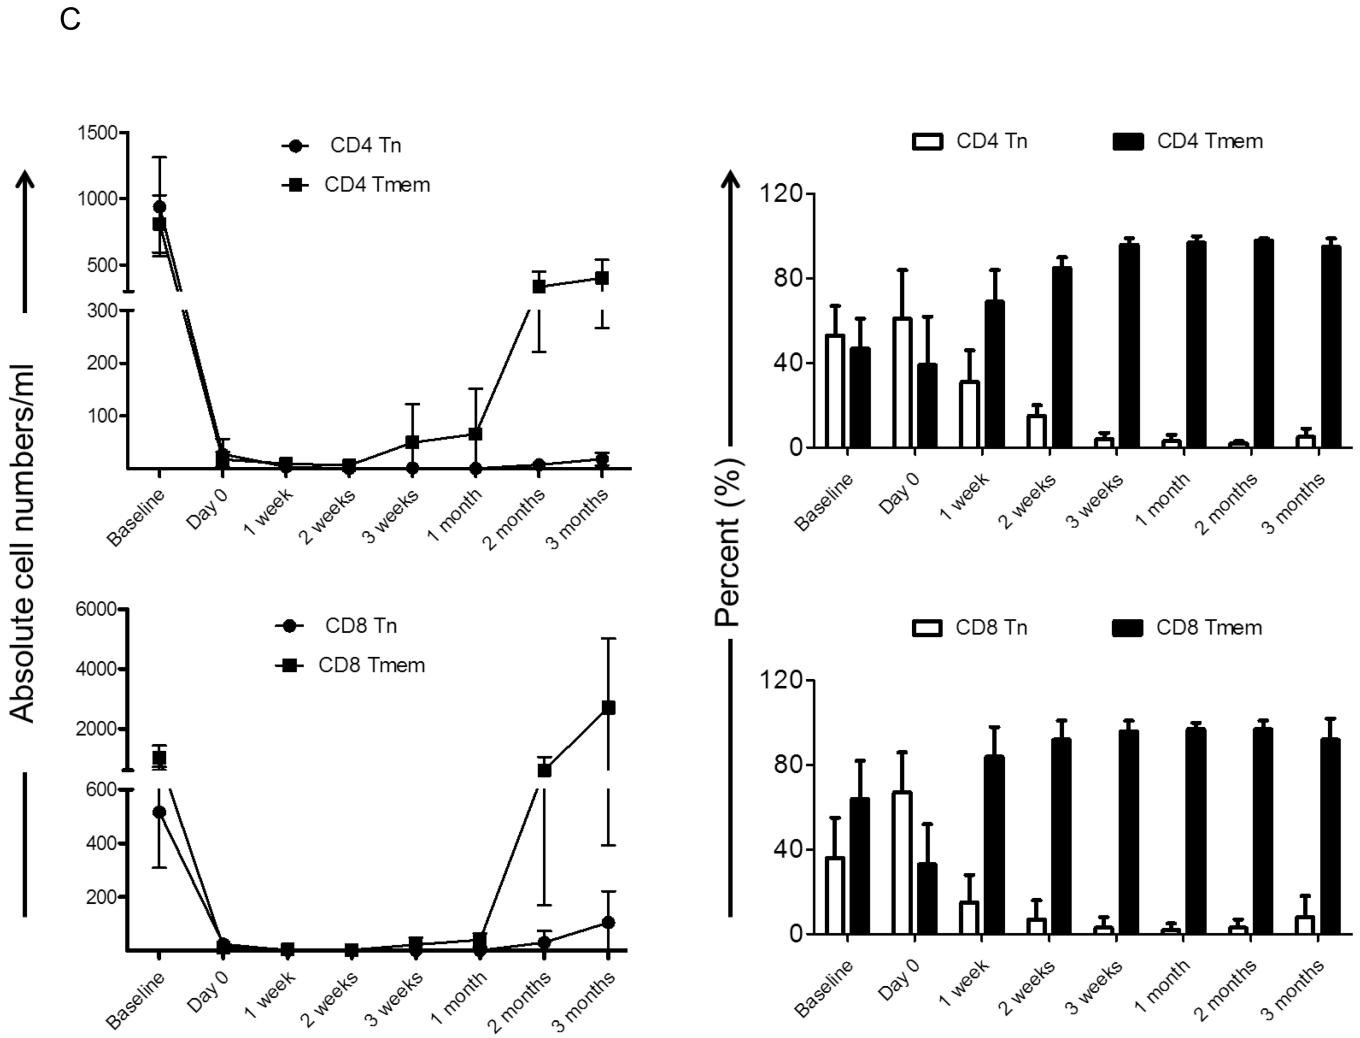 C
Absolute cell numbers/ml
CD4 Tn
CD4 Tmem
1500
1000
500
300
200
100
Baseline
Day 0
1 week
2 weeks
3 weeks
1 month
2 months
3 months
Percent (%)
CD4 Tn
CD4 Tmem
120
80
40
0
Baseline
Day 0
1 week
2 weeks
3 weeks
1 month
2 months
3 months
CD8 Tn
CD8 Tmem
6000
4000
2000
600
400
200
Baseline
Day 0
1 week
2 weeks
3 weeks
1 month
2 months
3 months
CD8 Tn
CD8 Tmem
120
80
40
0
Baseline
Day 0
1 week
2 weeks
3 weeks
1 month
2 months
3 months